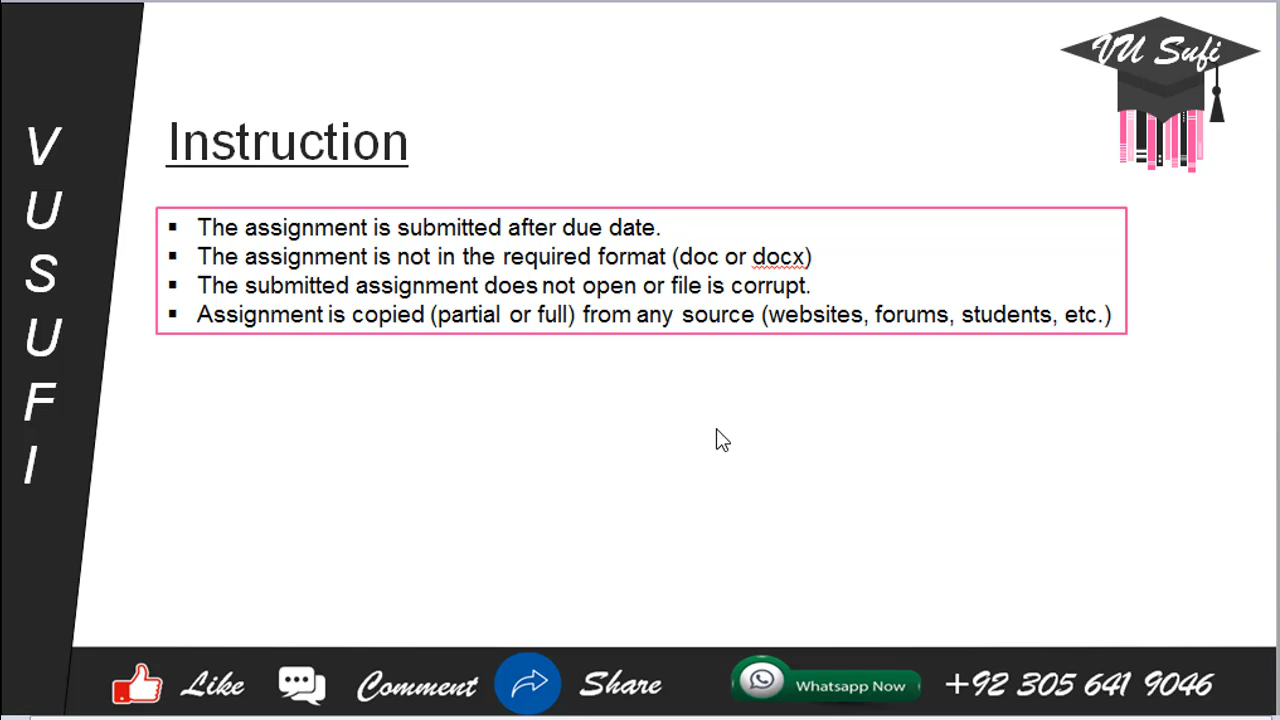 VU Sufi
V
U
S
U
F
I
Instruction
▪ The assignment is submitted after due date.
▪ The assignment is not in the required format (doc or docx)
▪ The submitted assignment does not open or file is corrupt.
▪ Assignment is copied (partial or full) from any source (websites, forums, students, etc.)
Like Comment Share Whatsapp Now +92 305 641 9046